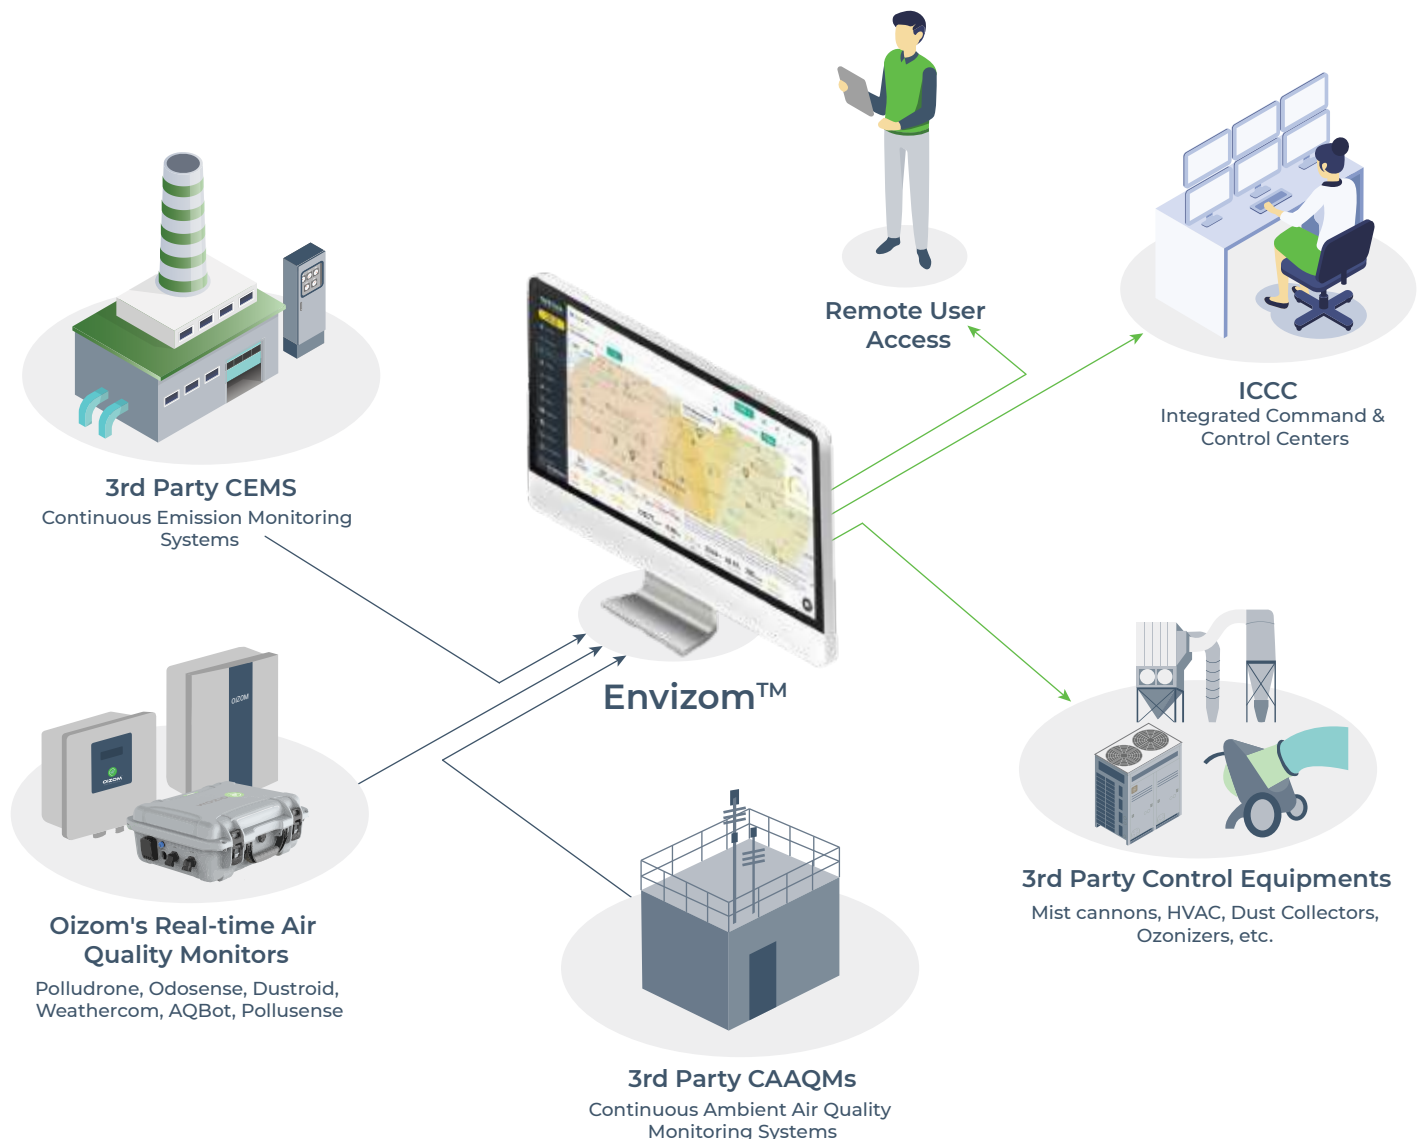 Remote User
Access
ICCC
Integrated Command &
Control Centers
3rd Party CEMS
Continuous Emission Monitoring
Systems
Envizom™
OIZOM
OIZOM
3rd Party Control Equipments
Mist cannons, HVAC, Dust Collectors,
Ozonizers, etc.
Oizom's Real-time Air
Quality Monitors
Polludrone, Odosense, Dustroid,
Weathercom, AQBot, Pollusense
3rd Party CAAQMs
Continuous Ambient Air Quality
Monitoring Systems